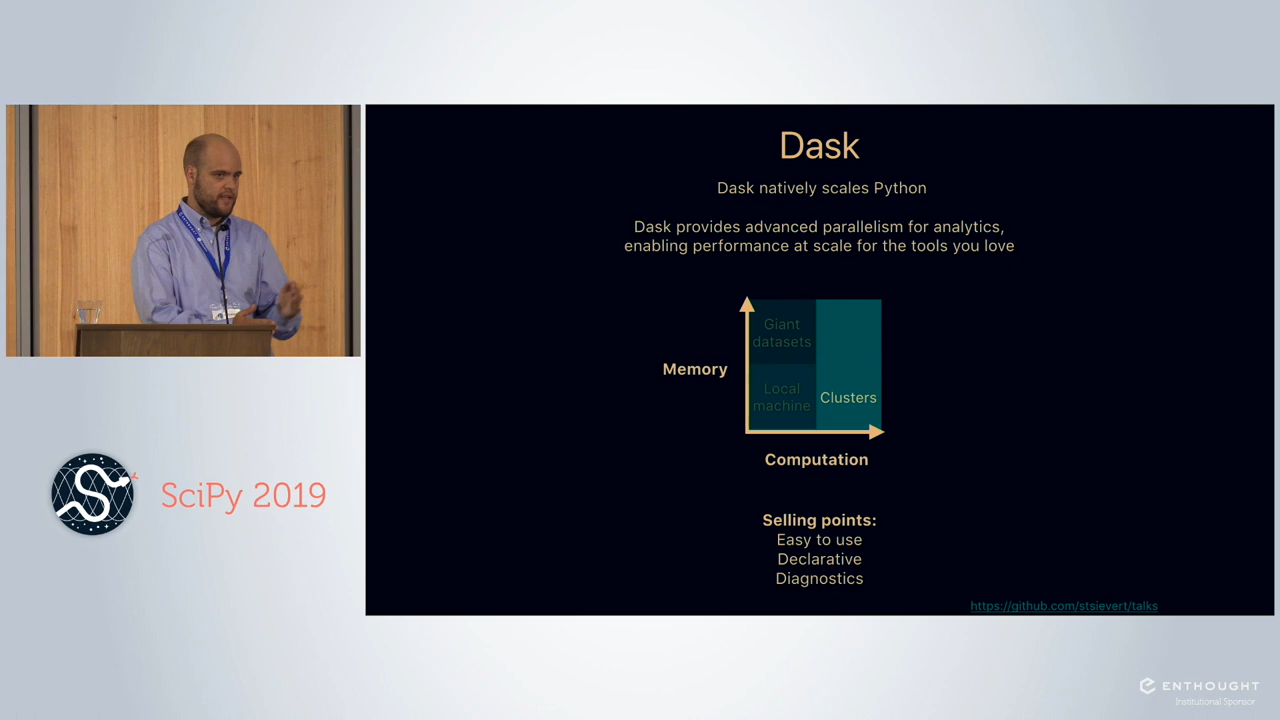 Dask
Dask natively scales Python
Dask provides advanced parallelism for analytics,
enabling performance at scale for the tools you love
Giant
datasets
Memory
Local
machine
Clusters
Computation
Selling points:
Easy to use
Declarative
Diagnostics
https://github.com/stsievert/talks
SciPy 2019
ENTHOUGHT
Institutional Sponsor